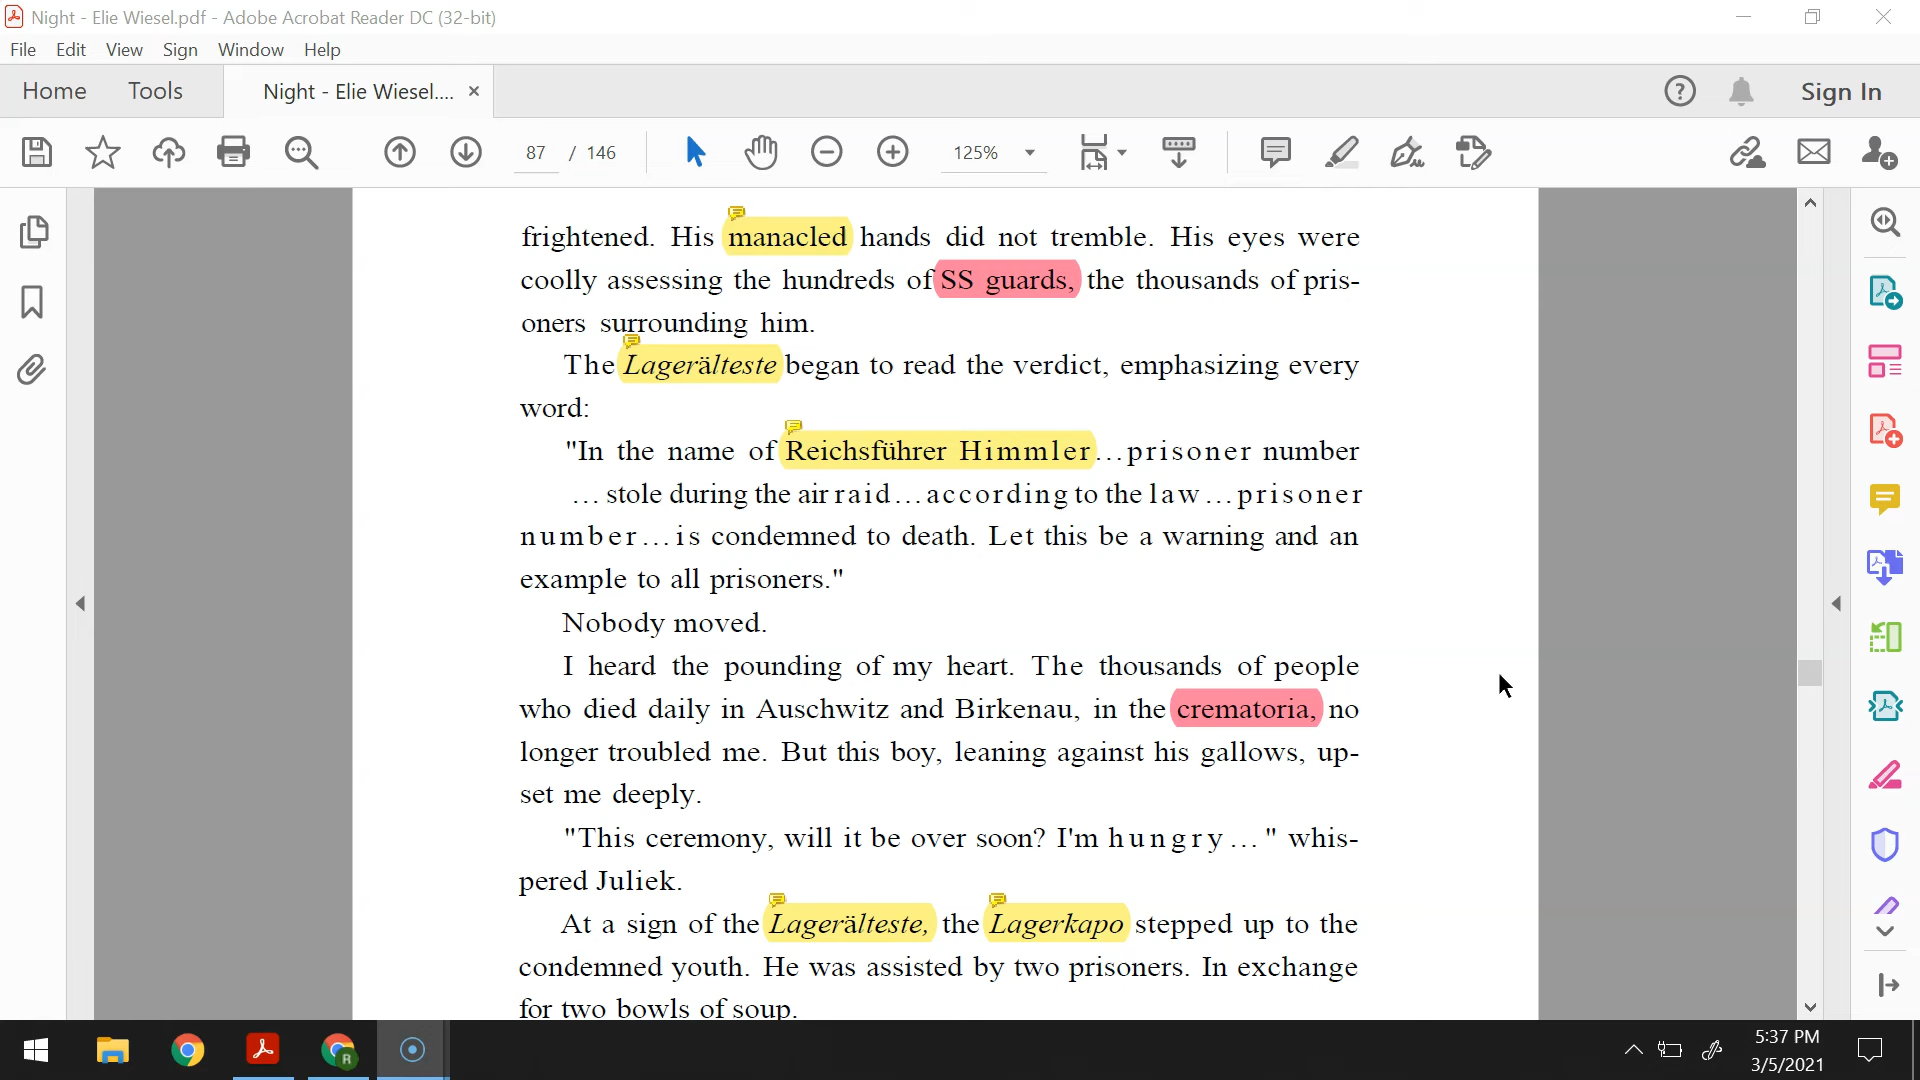 Night - Elie Wiesel.pdf - Adobe Acrobat Reader DC (32-bit)
File Edit View Sign Window Help
Home Tools Night - Elie Wiesel.... × Sign In
87 / 146 125%
frightened. His manacled hands did not tremble. His eyes were
coolly assessing the hundreds of SS guards, the thousands of pris-
oners surrounding him.
The Lagerälteste began to read the verdict, emphasizing every
word:
"In the name of Reichsführer Himmler...prisoner number
... stole during the air raid...according to the law...prisoner
number...is condemned to death. Let this be a warning and an
example to all prisoners."
Nobody moved.
I heard the pounding of my heart. The thousands of people
who died daily in Auschwitz and Birkenau, in the crematoria, no
longer troubled me. But this boy, leaning against his gallows, up-
set me deeply.
"This ceremony, will it be over soon? I'm hungry..." whis-
pered Juliek.
At a sign of the Lagerälteste, the Lagerkapo stepped up to the
condemned youth. He was assisted by two prisoners. In exchange
for two bowls of soup.
R
5:37 PM
3/5/2021